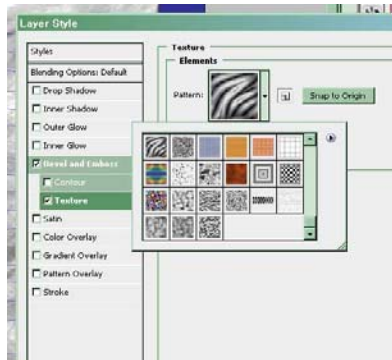 Layer Style
Styles
Blending Options: Default
Drop Shadow
Inner Shadow
Outer Glow
Inner Glow
Bevel and Emboss
Contour
Texture
Satin
Color Overlay
Gradient Overlay
Pattern Overlay
Stroke
Texture
Elements
Pattern:
Snap to Origin